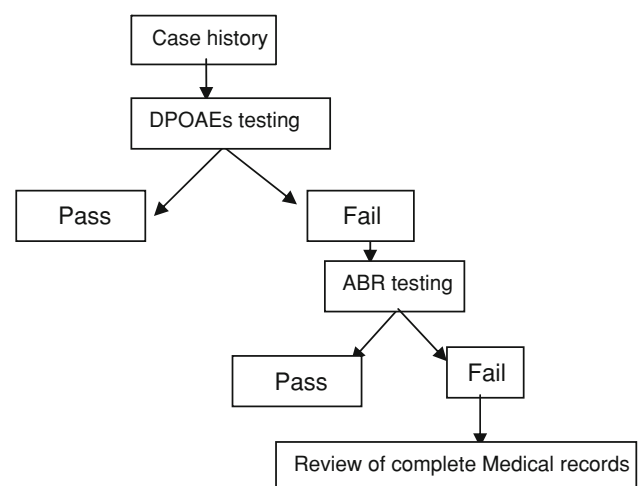 Case history
DPOAEs testing
Pass
Fail
ABR testing
Pass
Fail
Review of complete Medical records